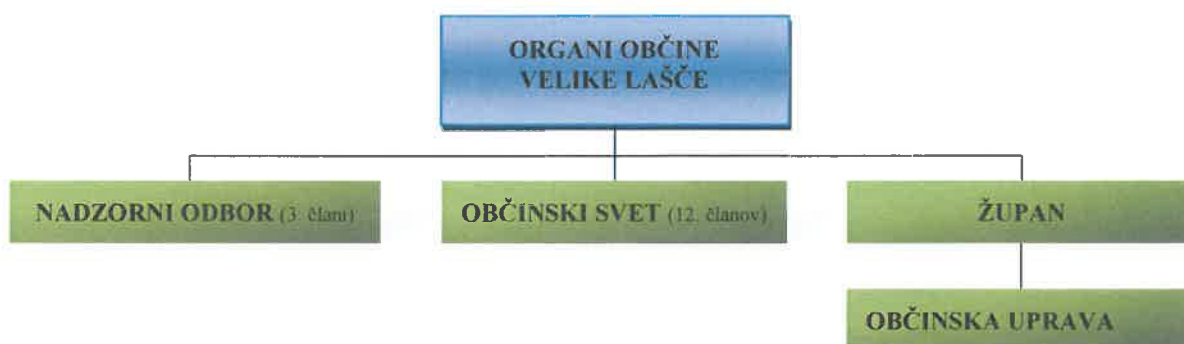 ORGANI OBČINE
VELIKE LAŠČE
NADZORNI ODBOR (3. člani)
OBČINSKI SVET (12. članov)
ŽUPAN
OBČINSKA UPRAVA